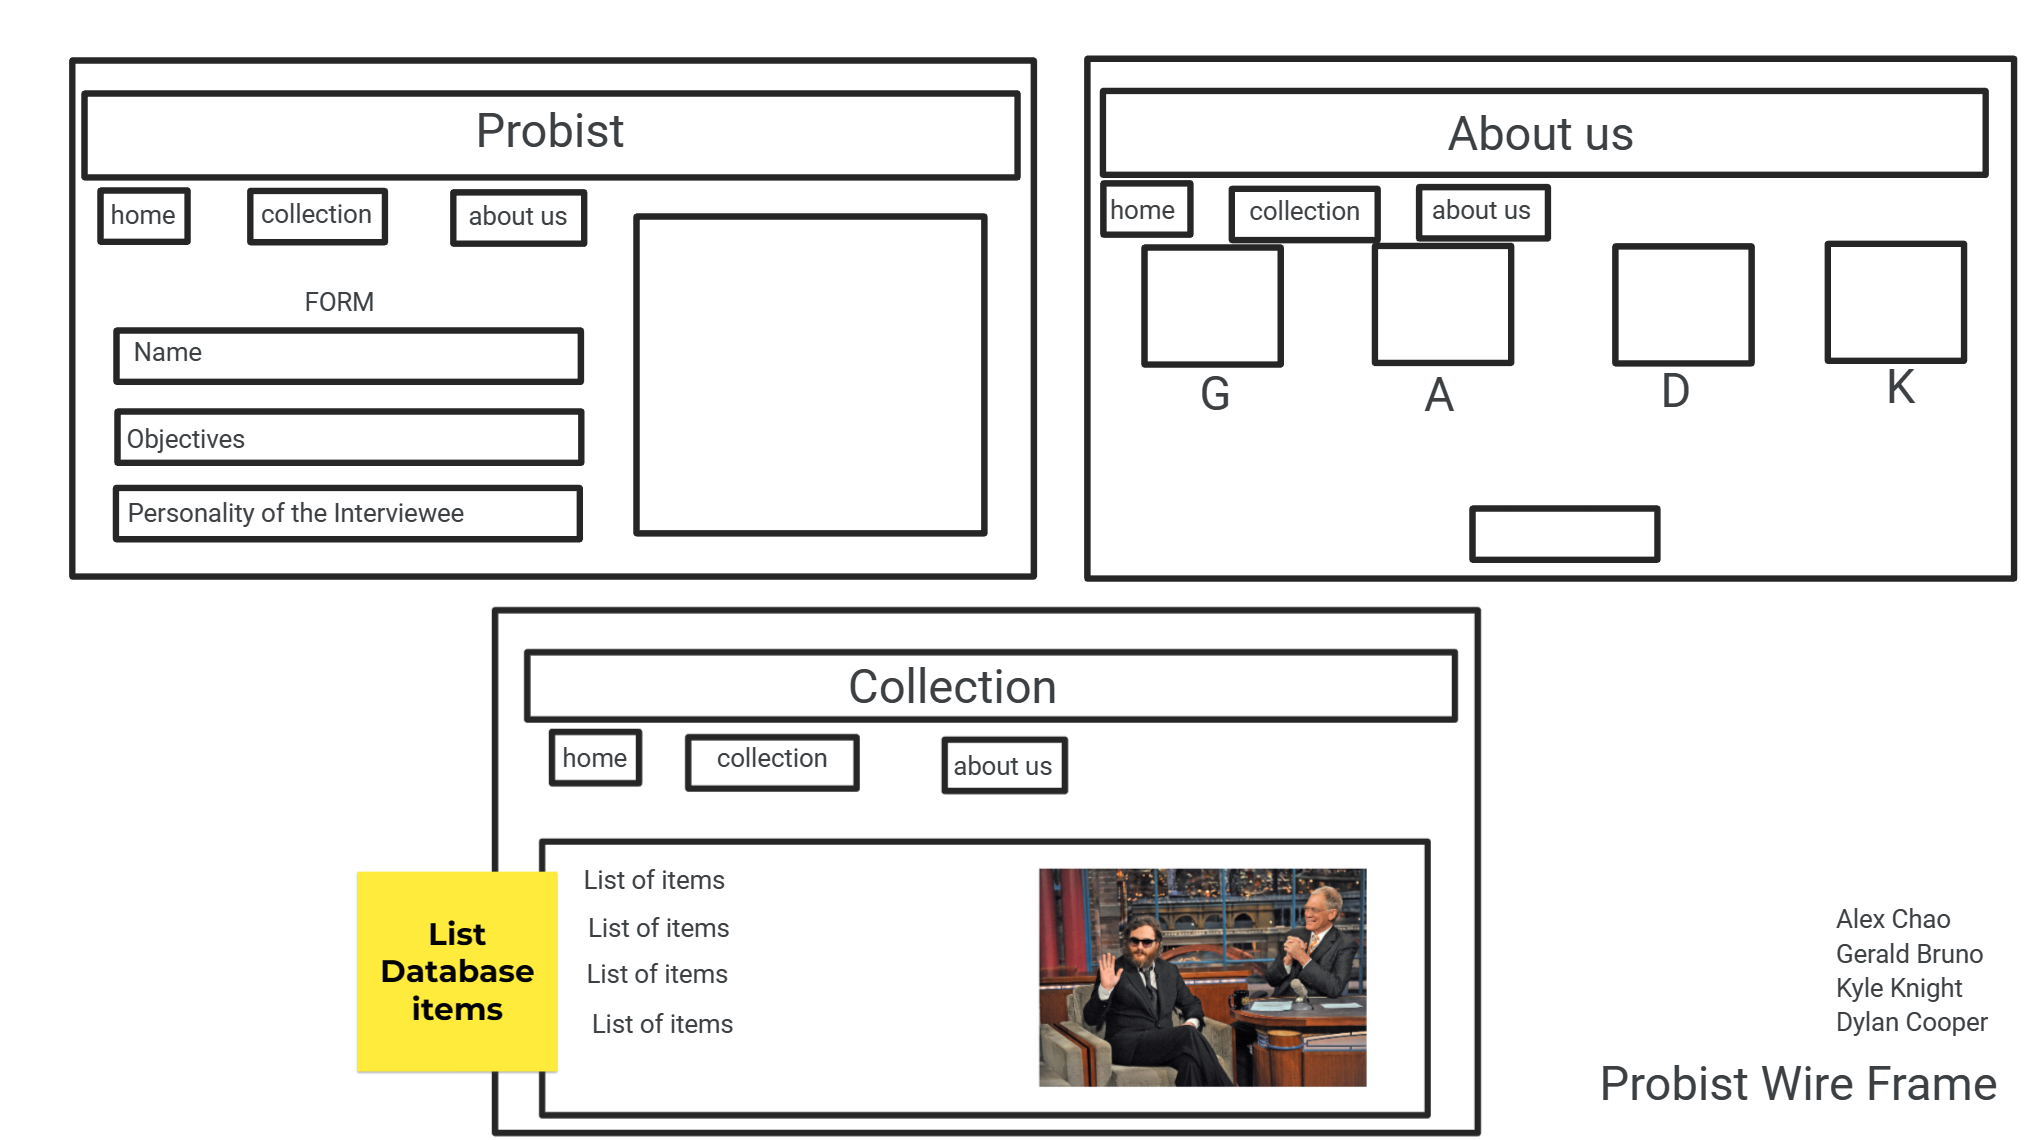 Probist
home
collection
about us
FORM
Name
Objectives
Personality of the Interviewee
About us
home
collection
about us
G
A
D
K
Collection
home
collection
about us
List
Database
items
List of items
List of items
List of items
List of items
Alex Chao
Gerald Bruno
Kyle Knight
Dylan Cooper
Probist Wire Frame